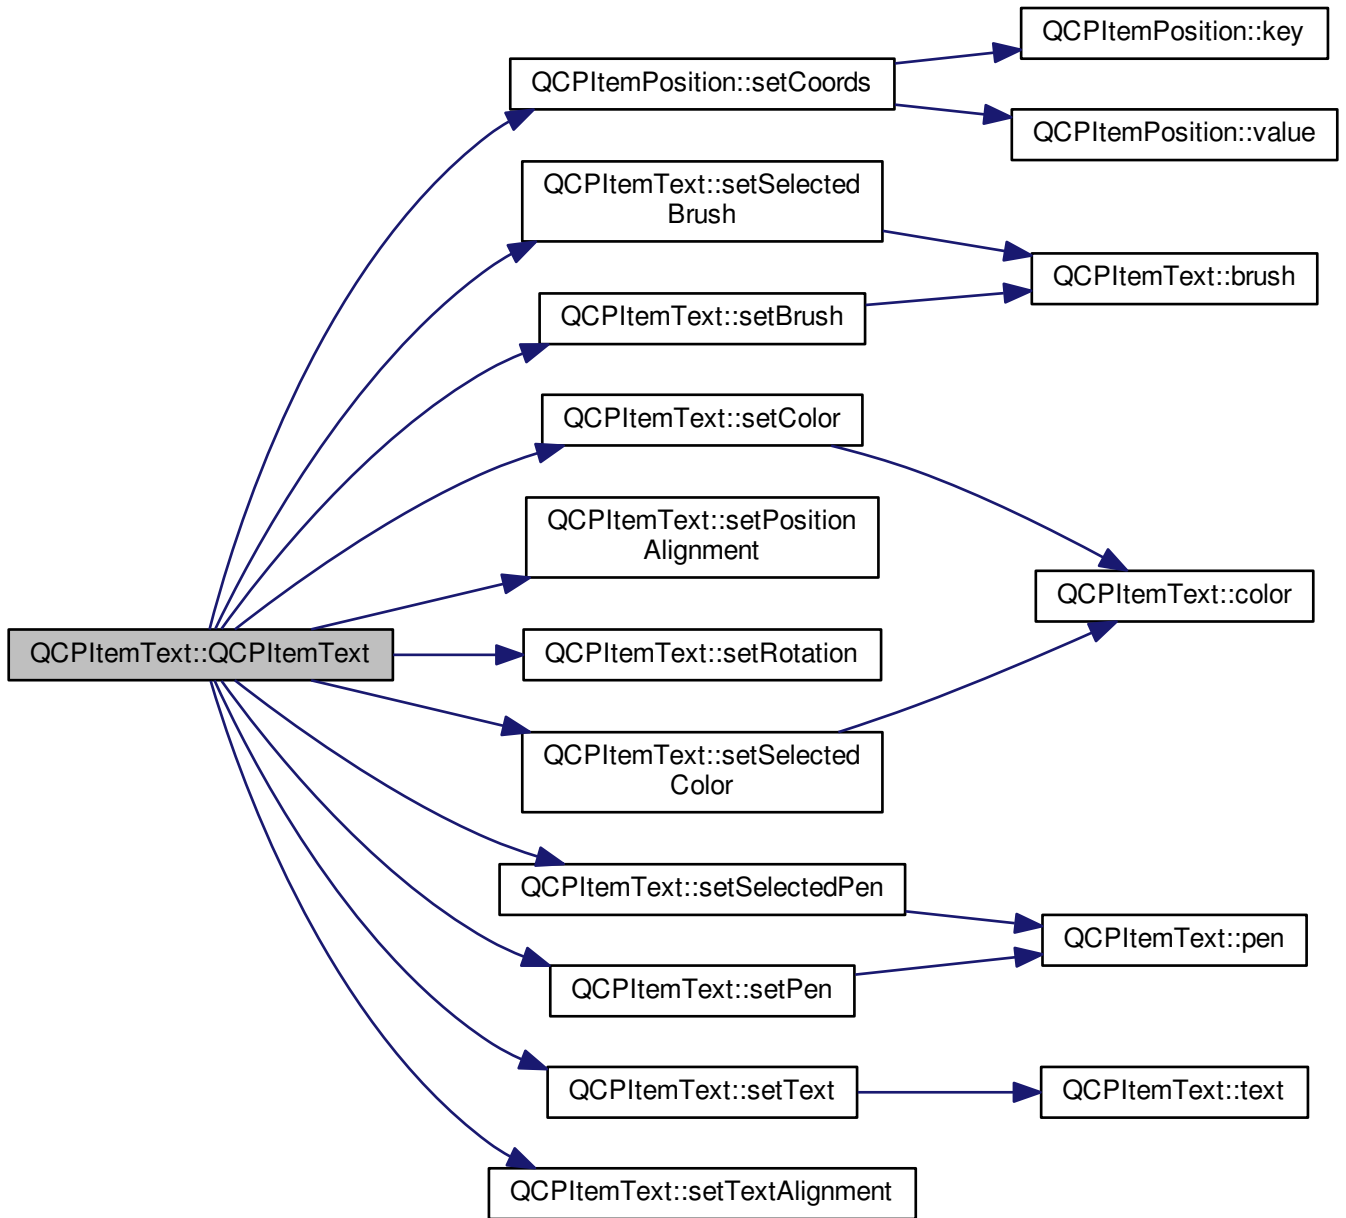 QCPItemPosition::key
QCPItemPosition::setCoords
QCPItemPosition::value
QCPItemText::setSelected
Brush
QCPItemText::brush
QCPItemText::setBrush
QCPItemText::setColor
QCPItemText::setPosition
Alignment
QCPItemText::color
QCPItemText::QCPItemText
QCPItemText::setRotation
QCPItemText::setSelected
Color
QCPItemText::setSelectedPen
QCPItemText::pen
QCPItemText::setPen
QCPItemText::setText
QCPItemText::text
QCPItemText::setTextAlignment